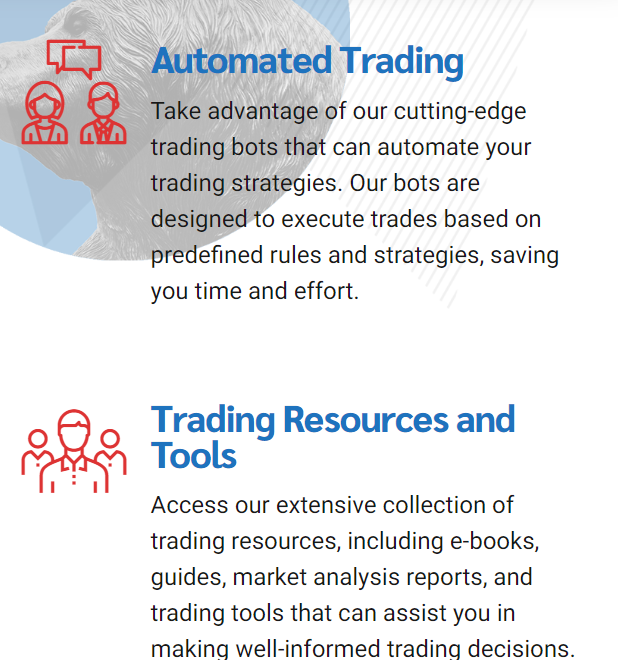 Automated Trading
Take advantage of our cutting-edge
trading bots that can automate your
trading strategies. Our bots are
designed to execute trades based on
predefined rules and strategies, saving
you time and effort.
Trading Resources and
Tools
Access our extensive collection of
trading resources, including e-books,
guides, market analysis reports, and
trading tools that can assist you in
making well-informed trading decisions.